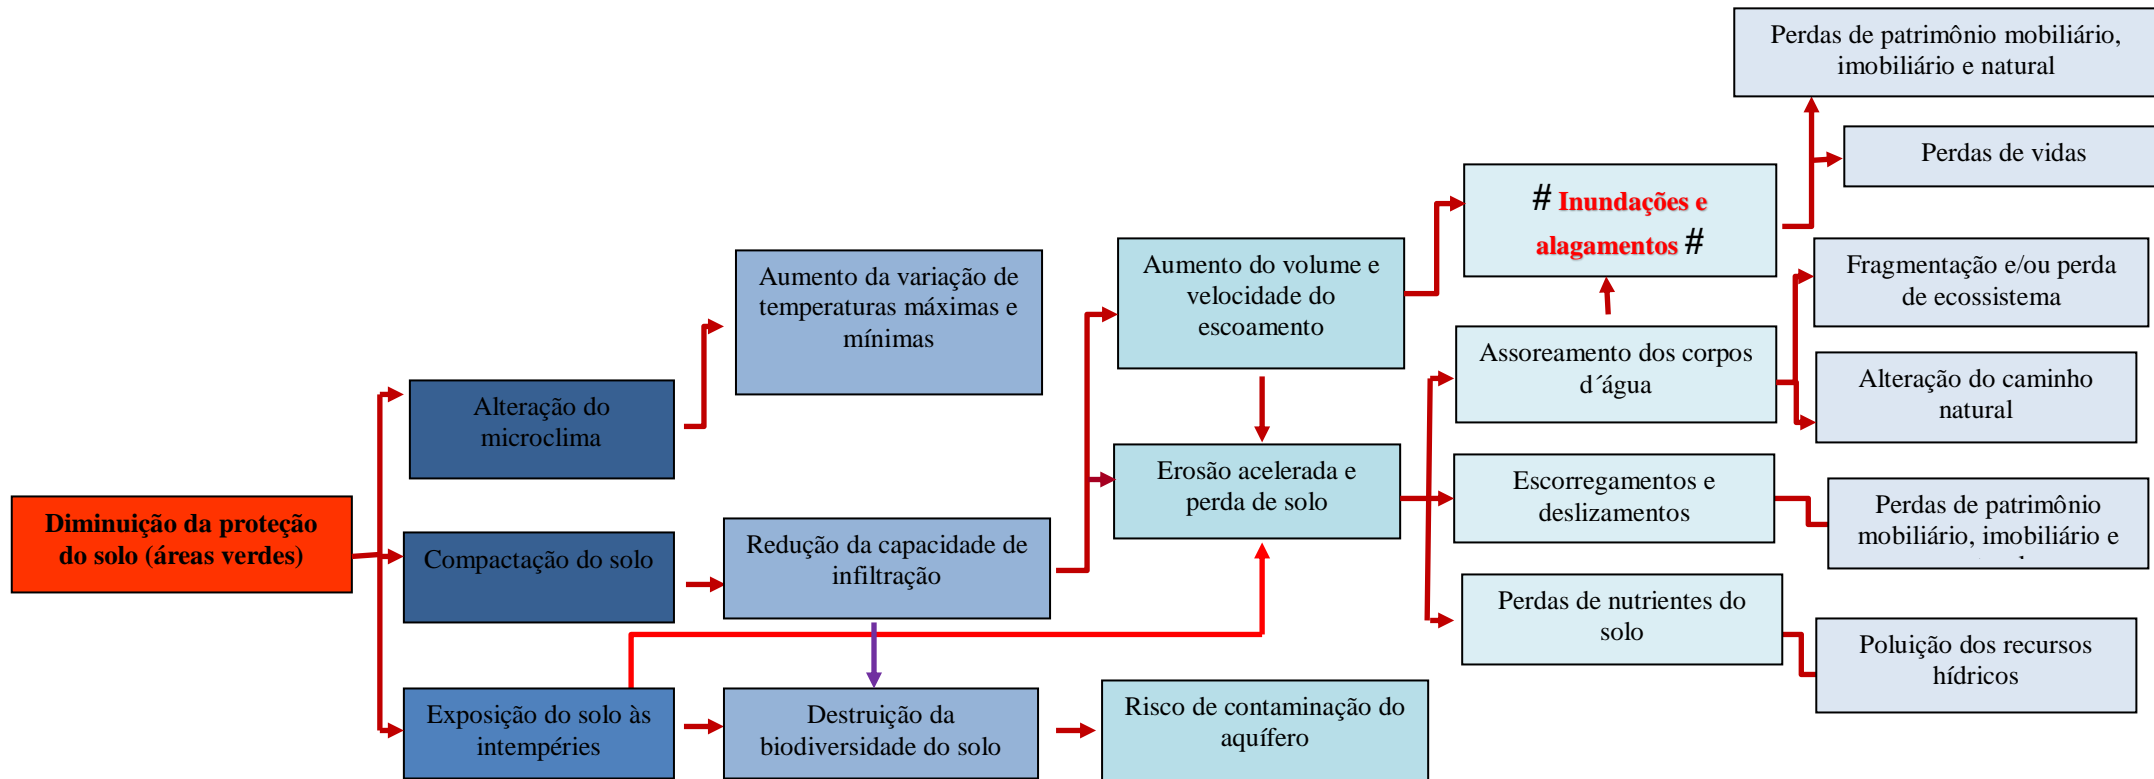 Perdas de patrimônio mobiliário,
imobiliário e natural
Perdas de vidas
# Inundações e
alagamentos #
Aumento do volume e
velocidade do
escoamento
Fragmentação e/ou perda
de ecossistema
Aumento da variação de
temperaturas máximas e
mínimas
Assoreamento dos corpos
d´água
Alteração do caminho
natural
Alteração do
microclima
Erosão acelerada e
perda de solo
Escorregamentos e
deslizamentos
Perdas de patrimônio
mobiliário, imobiliário e
Diminuição da proteção
do solo (áreas verdes)
Compactação do solo
Redução da capacidade de
infiltração
Perdas de nutrientes do
solo
Poluição dos recursos
hídricos
Exposição do solo às
intempéries
Destruição da
biodiversidade do solo
Risco de contaminação do
aquífero